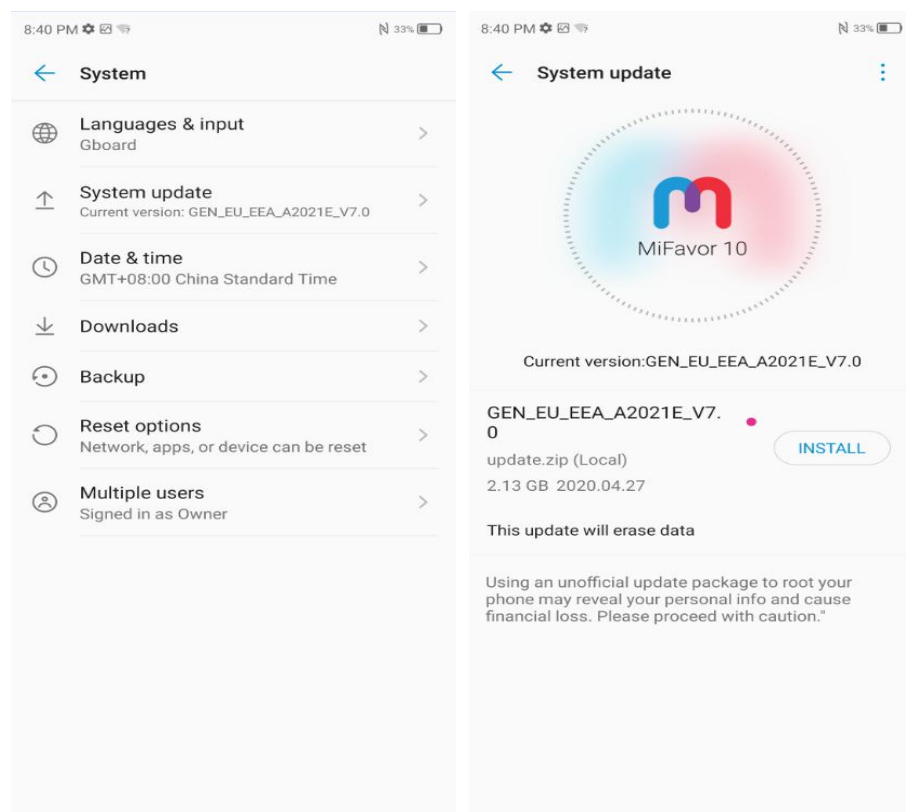 8:40 PM
33%
System
Languages & input
Gboard
System update
Current version: GEN_EU_EEA_A2021E_V7.0
Date & time
GMT+08:00 China Standard Time
Downloads
Backup
Reset options
Network, apps, or device can be reset
Multiple users
Signed in as Owner
8:40 PM
33%
System update
MiFavor 10
Current version:GEN_EU_EEA_A2021E_V7.0
GEN_EU_EEA_A2021E_V7.
0
INSTALL
update.zip (Local)
2.13 GB 2020.04.27
This update will erase data
Using an unofficial update package to root your
phone may reveal your personal info and cause
financial loss. Please proceed with caution."